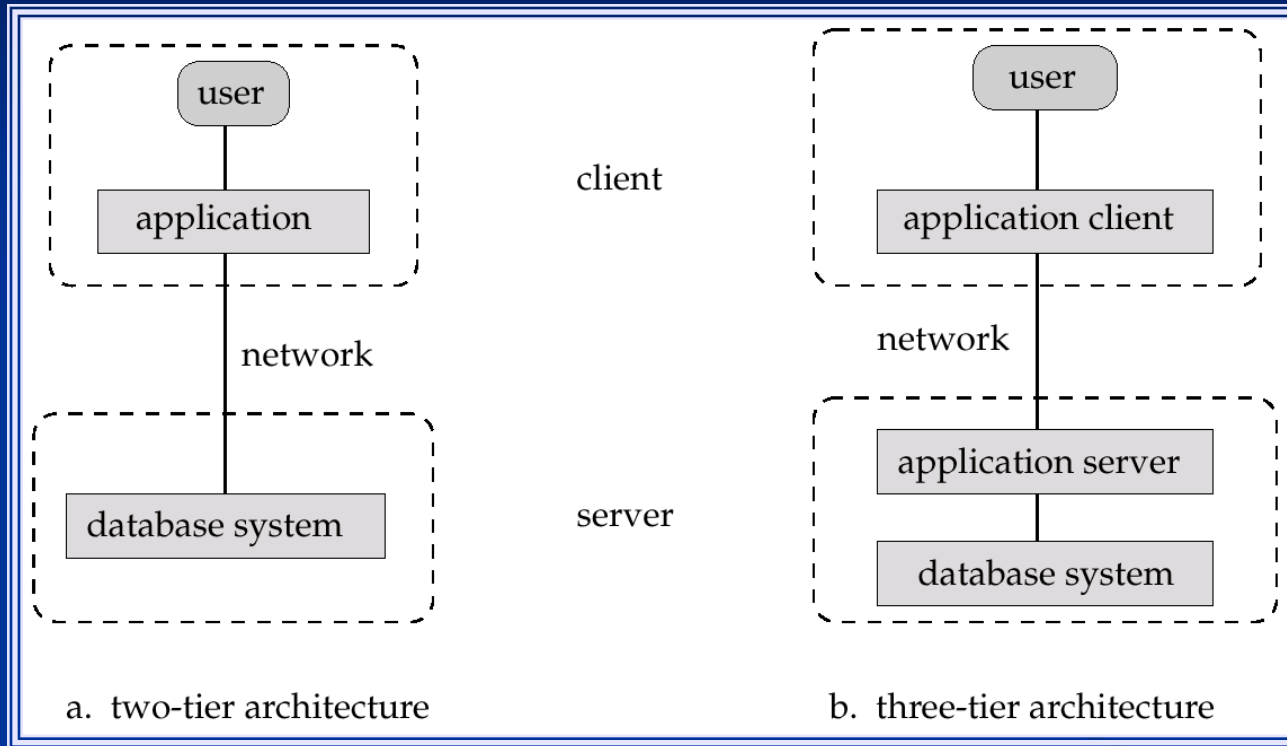 user
application
network
database system
a. two-tier architecture
client
server
user
application client
network
application server
database system
b. three-tier architecture